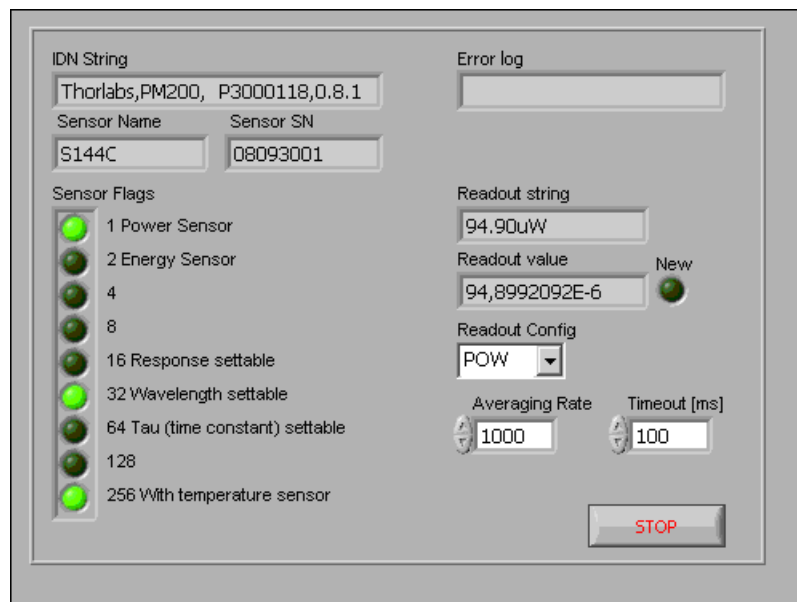 IDN String
Thorlabs,PM200, P3000118,0.8.1
Sensor Name
Sensor SN
S144C
08093001
Sensor Flags
1 Power Sensor
2 Energy Sensor
4
8
16 Response settable
32 Wavelength settable
64 Tau (time constant) settable
128
256 With temperature sensor
Error log
Readout string
94.90uW
Readout value
94,8992092E-6
New
Readout Config
POW
Averaging Rate
1000
Timeout [ms]
100
STOP